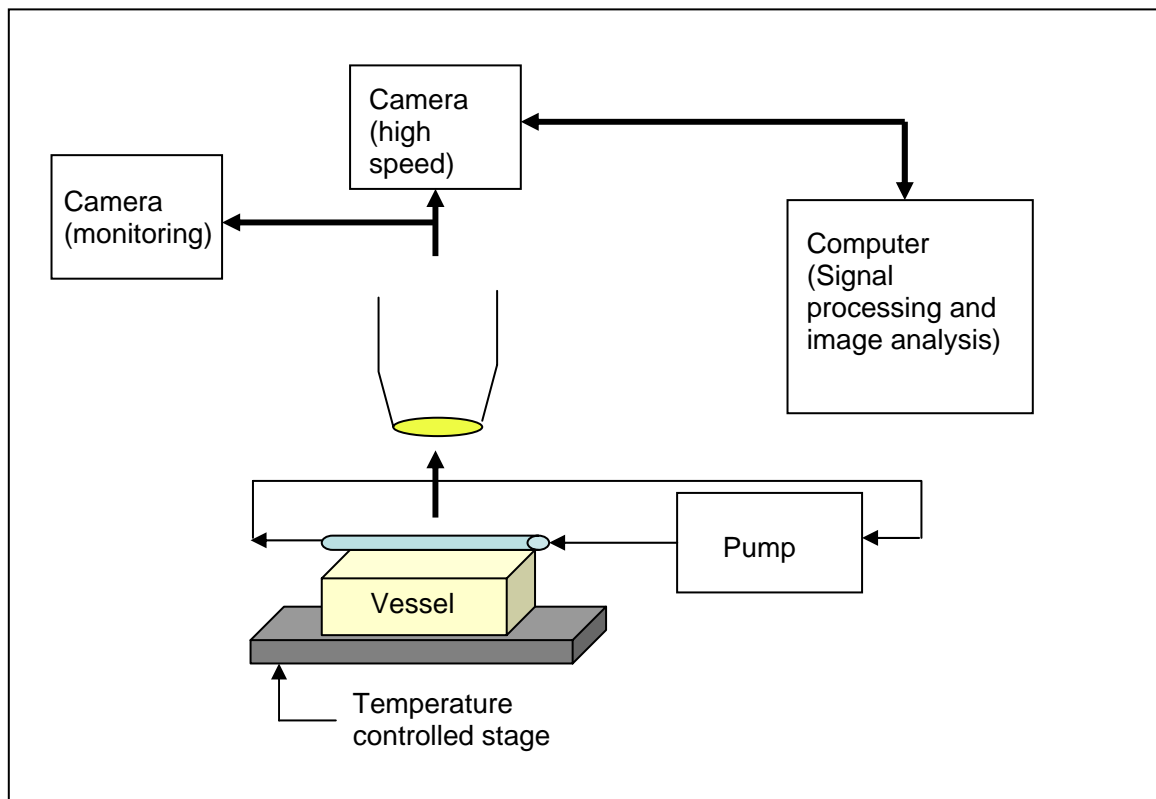 Camera
(high
speed)
Camera
(monitoring)
Computer
(Signal
processing and
image analysis)
Pump
Vessel
Temperature
controlled stage